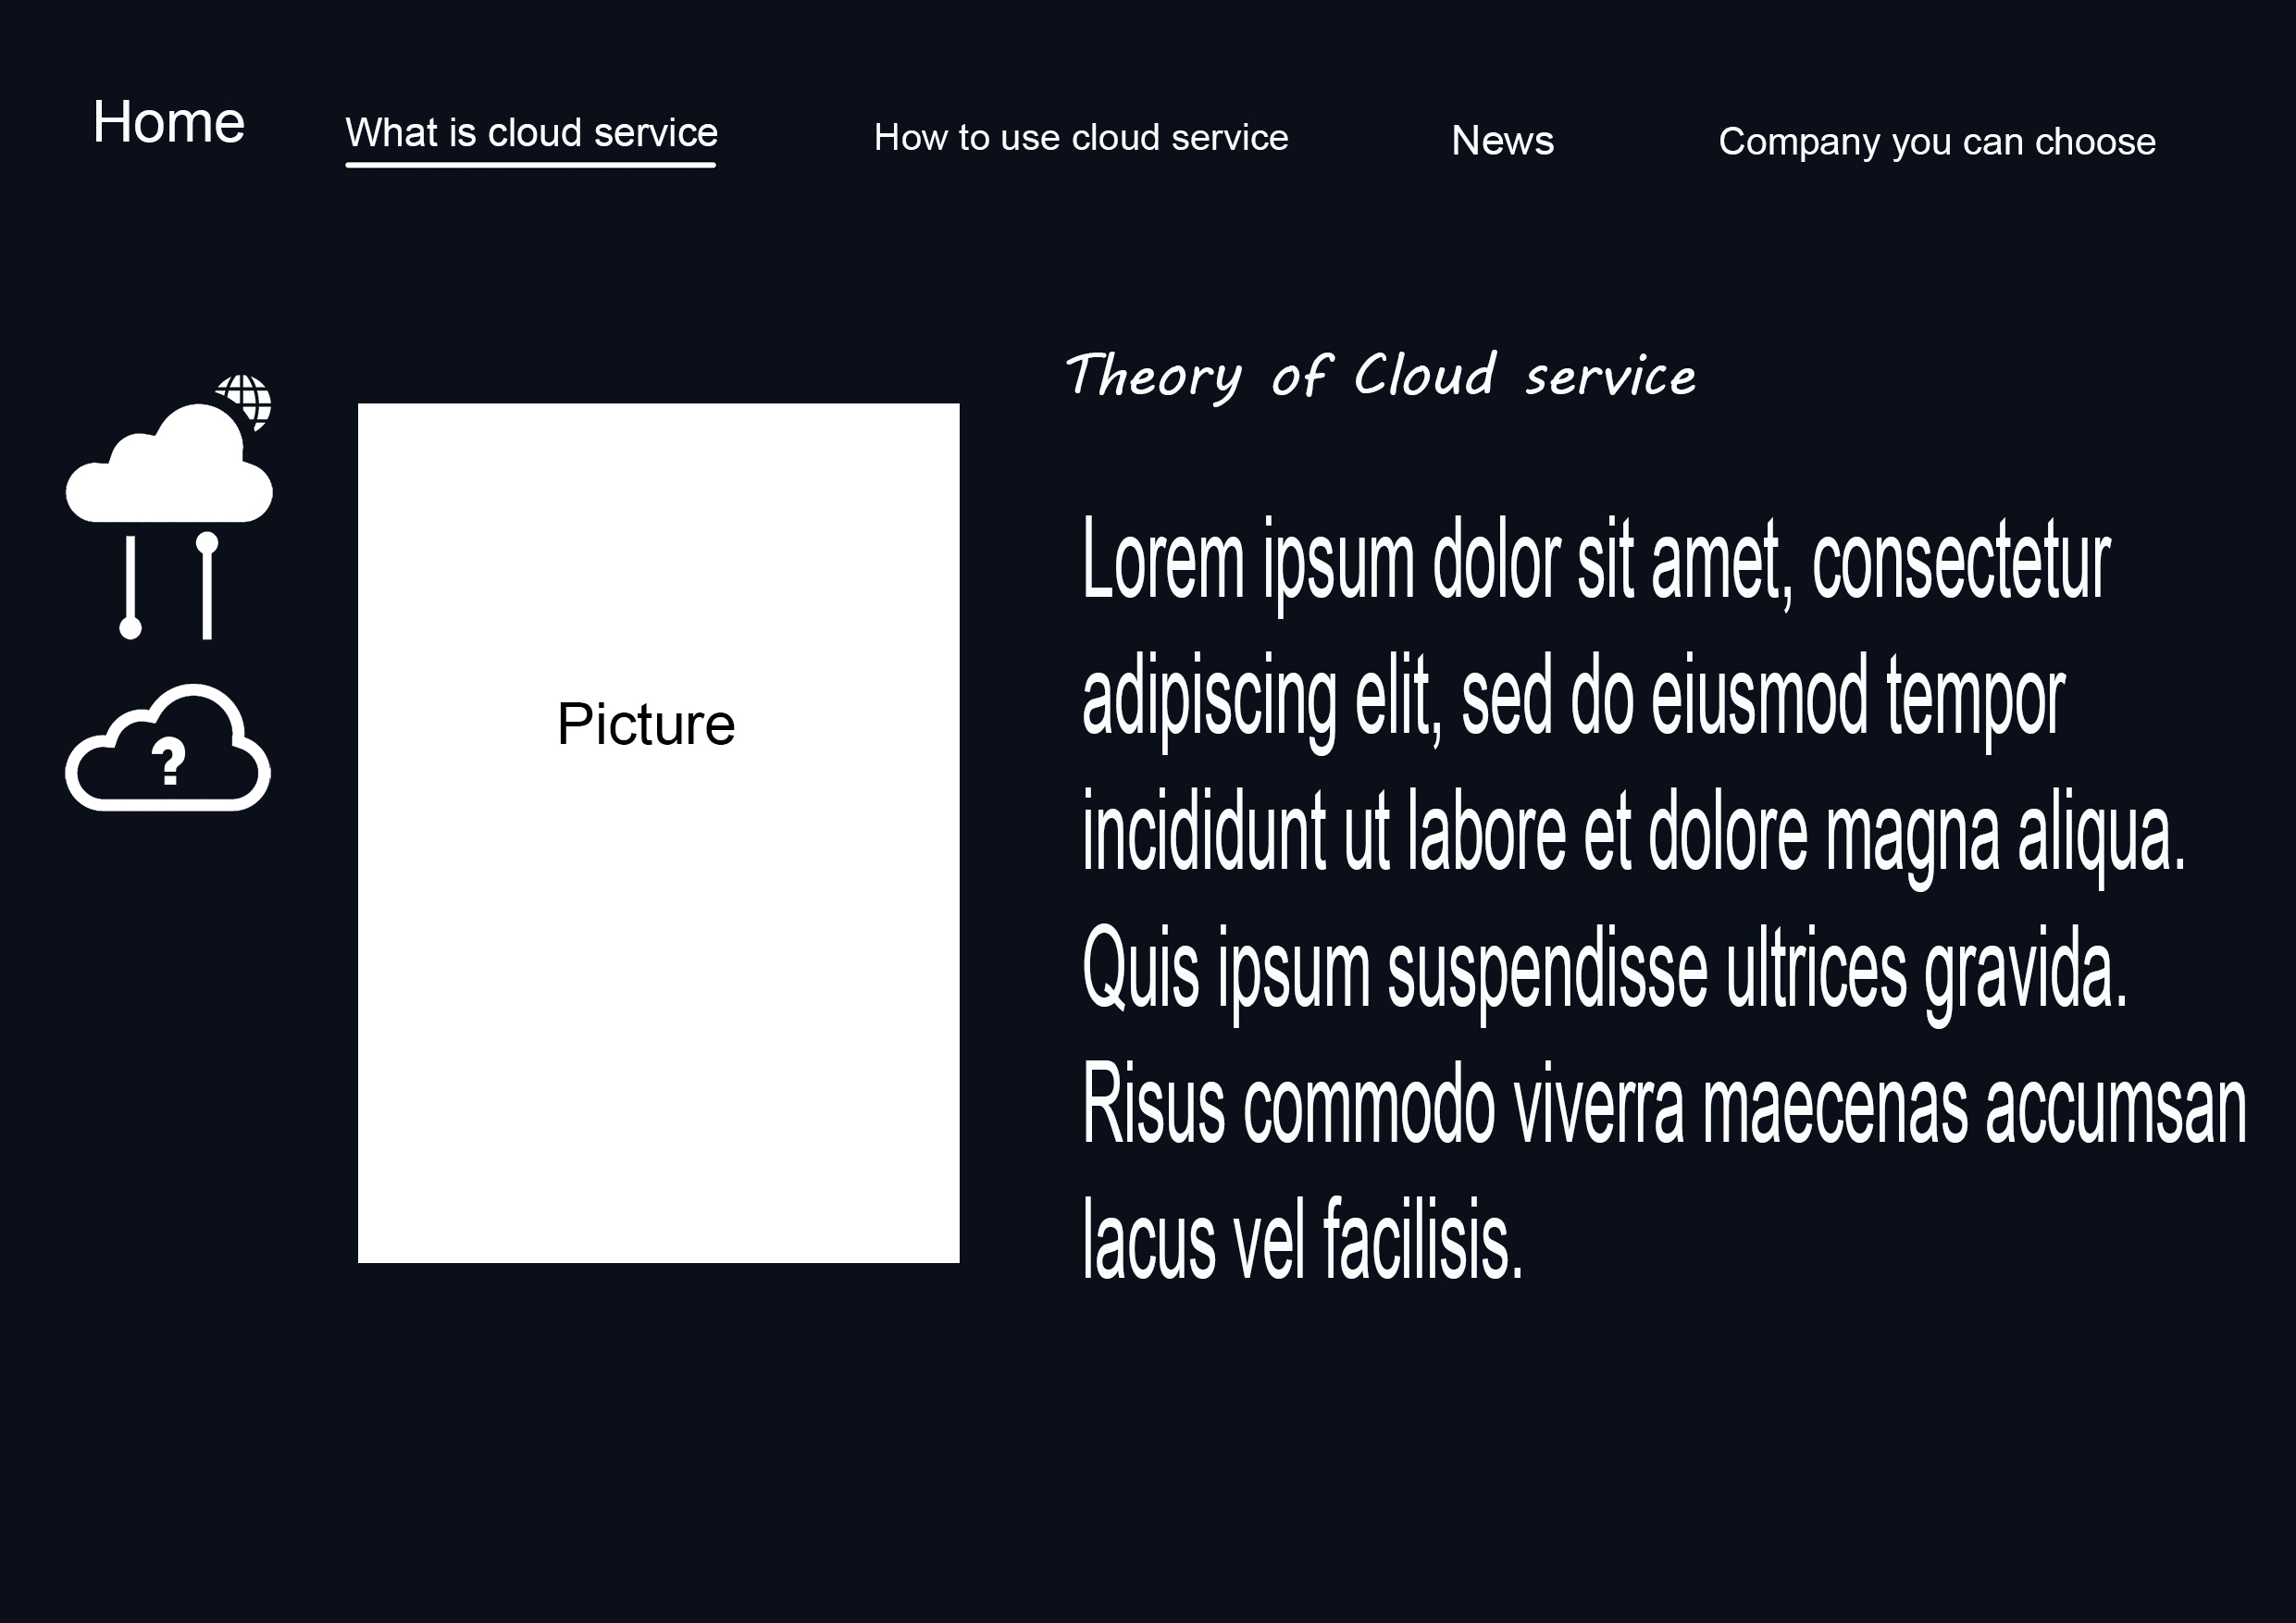 Home
What is cloud service
How to use cloud service
News
Company you can choose
Theory of Cloud service
?
Picture
Lorem ipsum dolor sit amet, consectetur
adipiscing elit, sed do eiusmod tempor
incididunt ut labore et dolore magna aliqua.
Quis ipsum suspendisse ultrices gravida.
Risus commodo viverra maecenas accumsan
lacus vel facilisis.